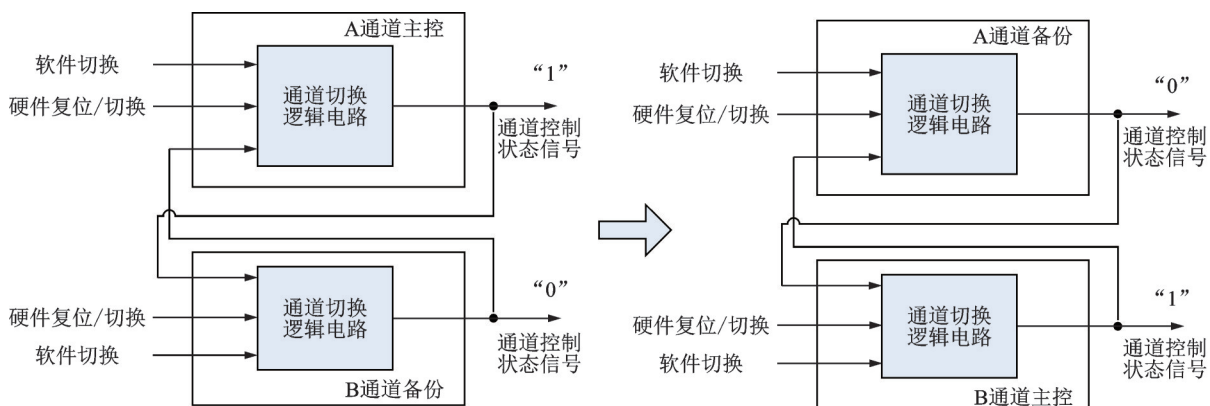 A通道主控
软件切换
硬件复位/切换
通道切换
逻辑电路
“1”
通道控制
状态信号
硬件复位/切换
软件切换
通道切换
逻辑电路
“0”
通道控制
状态信号
B通道备份
A通道备份
软件切换
硬件复位/切换
通道切换
逻辑电路
“0”
通道控制
状态信号
硬件复位/切换
软件切换
通道切换
逻辑电路
“1”
通道控制
状态信号
B通道主控